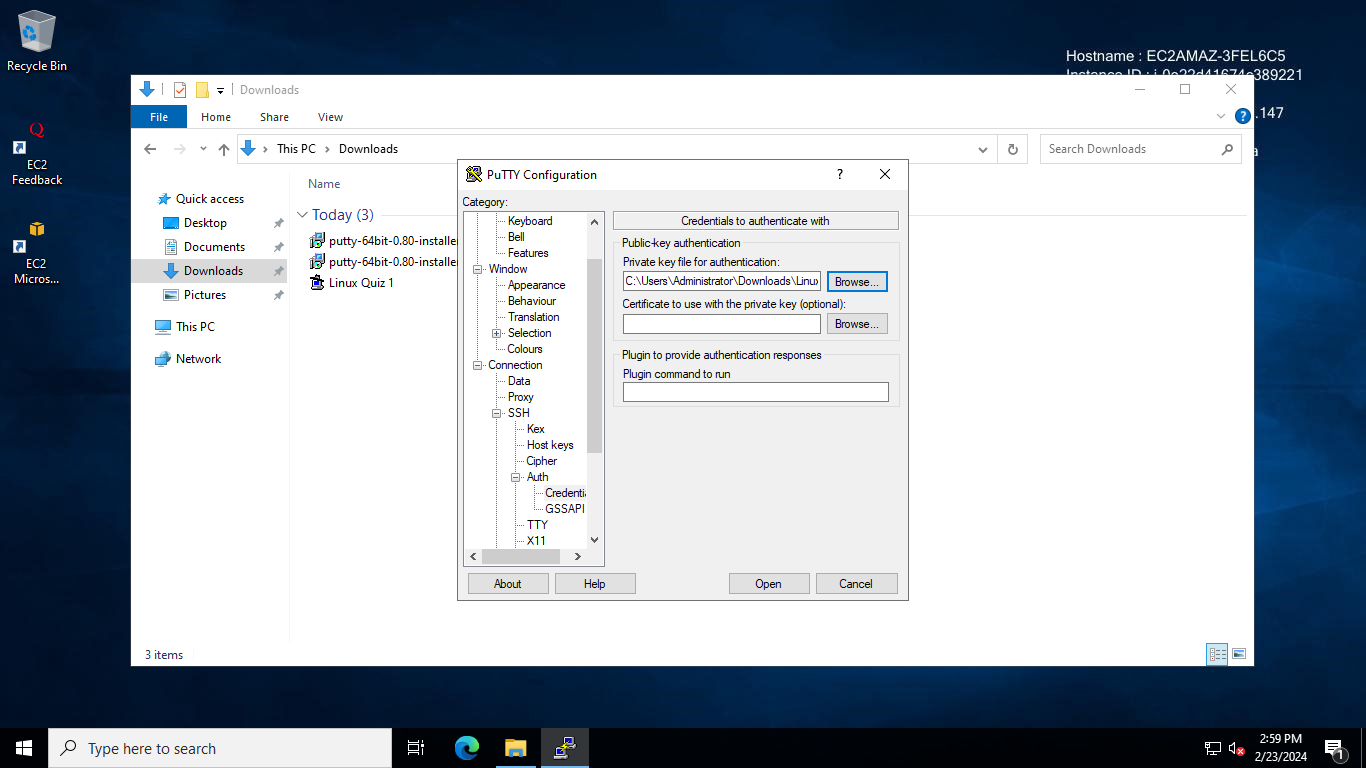 Recycle Bin
Hostname : EC2AMAZ-3FEL6C5
EC2 Feedback
EC2 Micros...
Downloads
.147
File
Home
Share
View
This PC
Downloads
Search Downloads
Quick access
Desktop
Documents
Downloads
Pictures
This PC
Network
Name
Today (3)
putty-64bit-0.80-installer
putty-64bit-0.80-installer
Linux Quiz 1
3 items
PuTTY Configuration
?
Category:
Keyboard
Bell
Features
Window
Appearance
Behaviour
Translation
Selection
Colours
Connection
Data
Proxy
SSH
Kex
Host keys
Cipher
Auth
Credentia
GSSAPI
TTY
X11
Credentials to authenticate with
Public-key authentication
Private key file for authentication:
C:\Users\Administrator\Downloads\Linux
Browse...
Certificate to use with the private key (optional):
Browse...
Plugin to provide authentication responses
Plugin command to run
About
Help
Open
Cancel
Type here to search
2:59 PM
2/23/2024
1